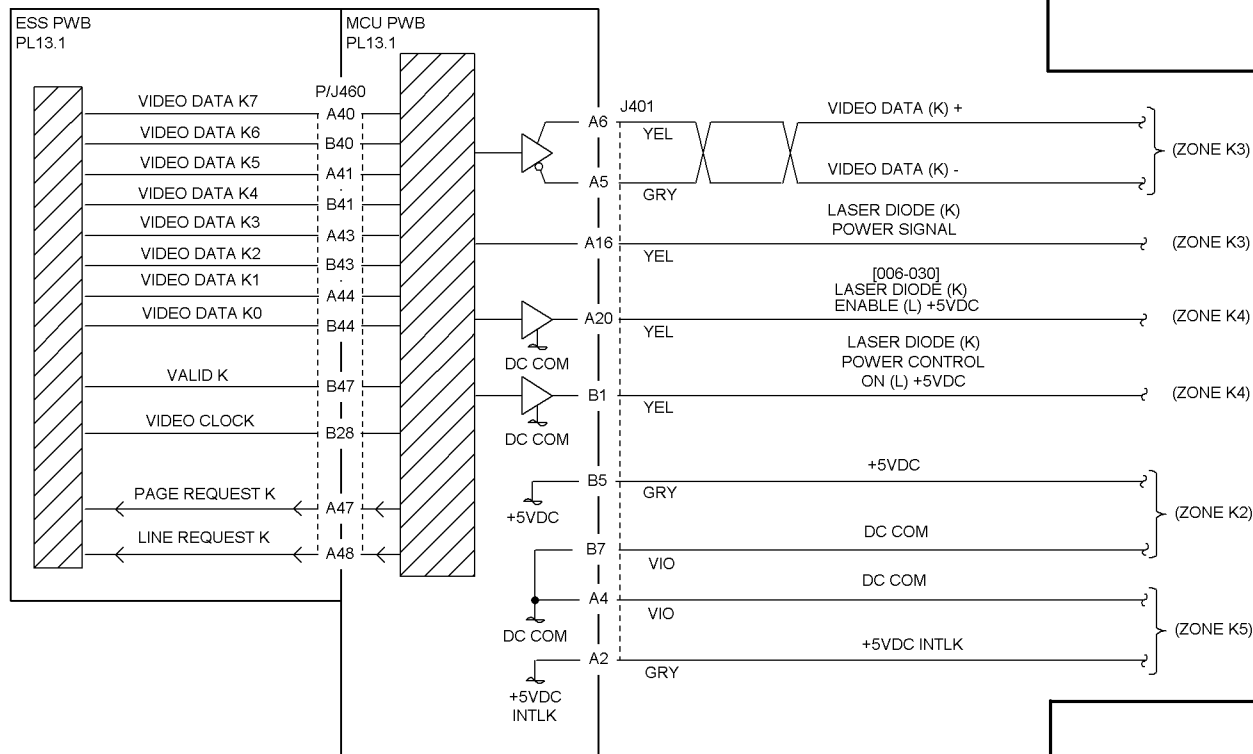 ESS PWB
PL13.1
MCU PWB
PL13.1
P/J460
VIDEO DATA K7
A40
VIDEO DATA K6
B40
VIDEO DATA K5
A41
VIDEO DATA K4
B41
VIDEO DATA K3
A43
VIDEO DATA K2
B43
VIDEO DATA K1
A44
VIDEO DATA K0
B44
VALID K
B47
VIDEO CLOCK
B28
PAGE REQUEST K
A47
LINE REQUEST K
A48
J401
A6
YEL
VIDEO DATA (K) +
A5
GRY
VIDEO DATA (K) -
(ZONE K3)
LASER DIODE (K)
POWER SIGNAL
A16
YEL
(ZONE K3)
[006-030]
LASER DIODE (K)
ENABLE (L) +5VDC
A20
YEL
(ZONE K4)
DC COM
LASER DIODE (K)
POWER CONTROL
ON (L) +5VDC
B1
YEL
(ZONE K4)
DC COM
+5VDC
B5
GRY
+5VDC
(ZONE K2)
DC COM
B7
VIO
DC COM
A4
VIO
DC COM
(ZONE K5)
+5VDC INTLK
A2
GRY
+5VDC
INTLK